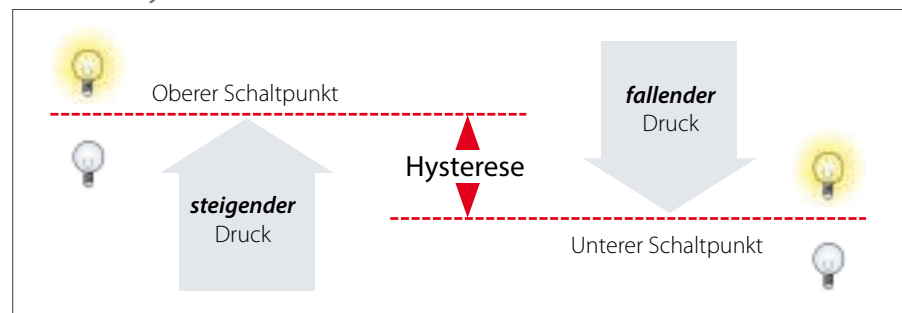 Oberer Schaltpunkt
fallender
Druck
Hysterese
steigender
Druck
Unterer Schaltpunkt